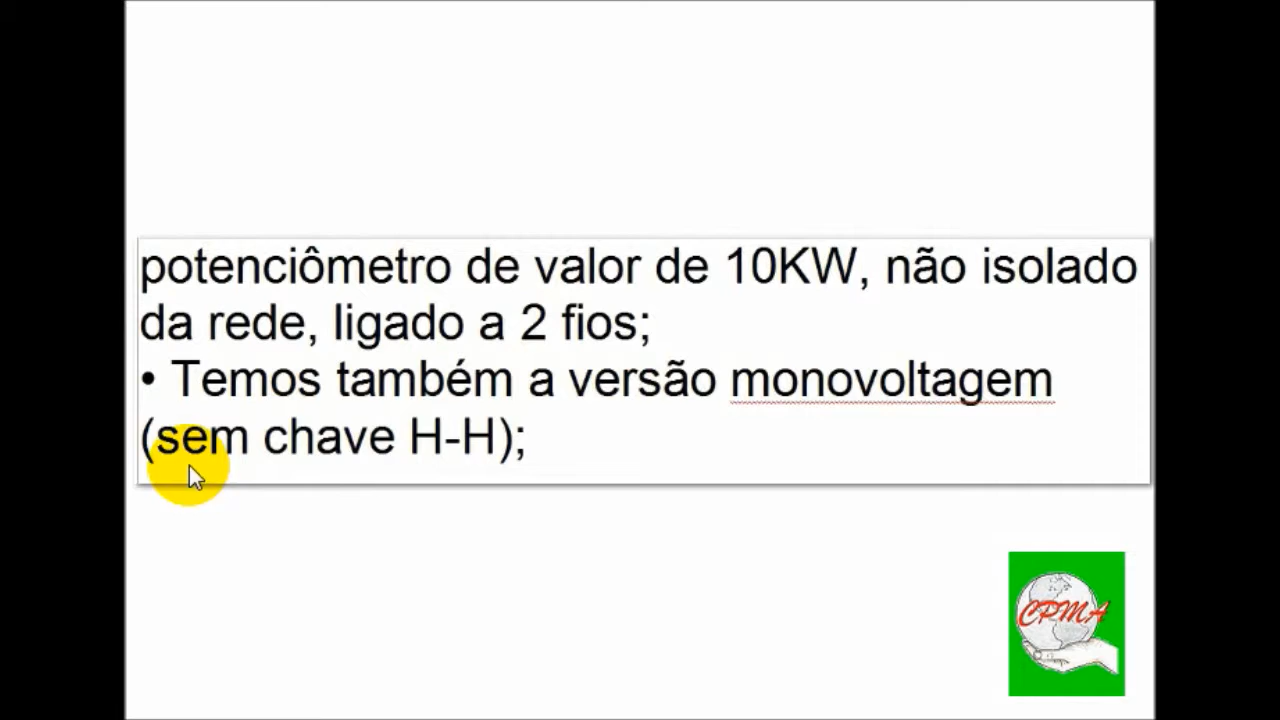 potenciômetro de valor de 10KW, não isolado
da rede, ligado a 2 fios;
• Temos também a versão monovoltagem
(sem chave H-H);
CPMA